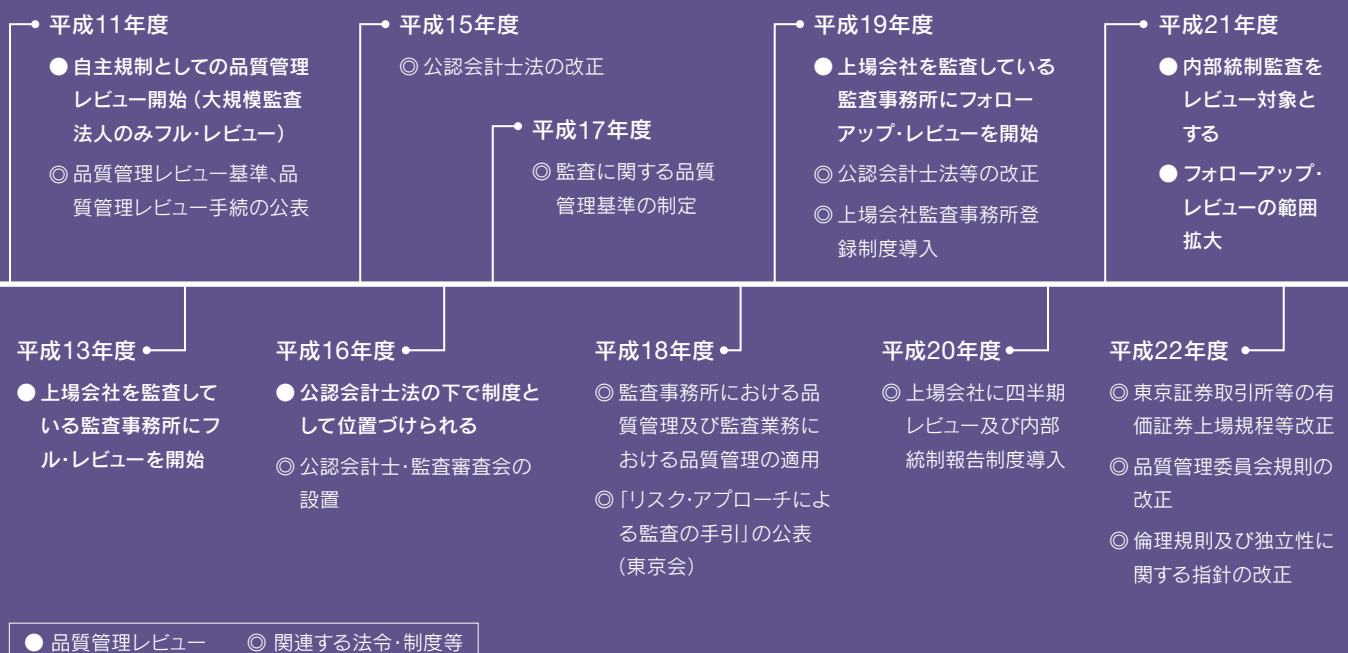 平成11年度
● 自主規制としての品質管理
レビュー開始（大規模監査
法人のみフル・レビュー）
◎ 品質管理レビュー基準、品
質管理レビュー手続の公表
平成15年度
◎ 公認会計士法の改正
平成17年度
◎ 監査に関する品質
管理基準の制定
平成19年度
● 上場会社を監査している
監査事務所にフォロー
アップ・レビューを開始
◎ 公認会計士法等の改正
◎ 上場会社監査事務所登
録制度導入
平成21年度
● 内部統制監査を
レビュー対象と
する
● フォローアップ・
レビューの範囲
拡大
平成13年度
● 上場会社を監査して
いる監査事務所にフ
ル・レビューを開始
平成16年度
● 公認会計士法の下で制度と
して位置づけられる
◎ 公認会計士・監査審査会の
設置
平成18年度
◎ 監査事務所における品
質管理及び監査業務に
おける品質管理の適用
◎ 「リスク・アプローチによ
る監査の手引」の公表
（東京会）
平成20年度
◎ 上場会社に四半期
レビュー及び内部
統制報告制度導入
平成22年度
◎ 東京証券取引所等の有
価証券上場規程等改正
◎ 品質管理委員会規則の
改正
◎ 倫理規則及び独立性に
関する指針の改正
● 品質管理レビュー ◎ 関連する法令・制度等